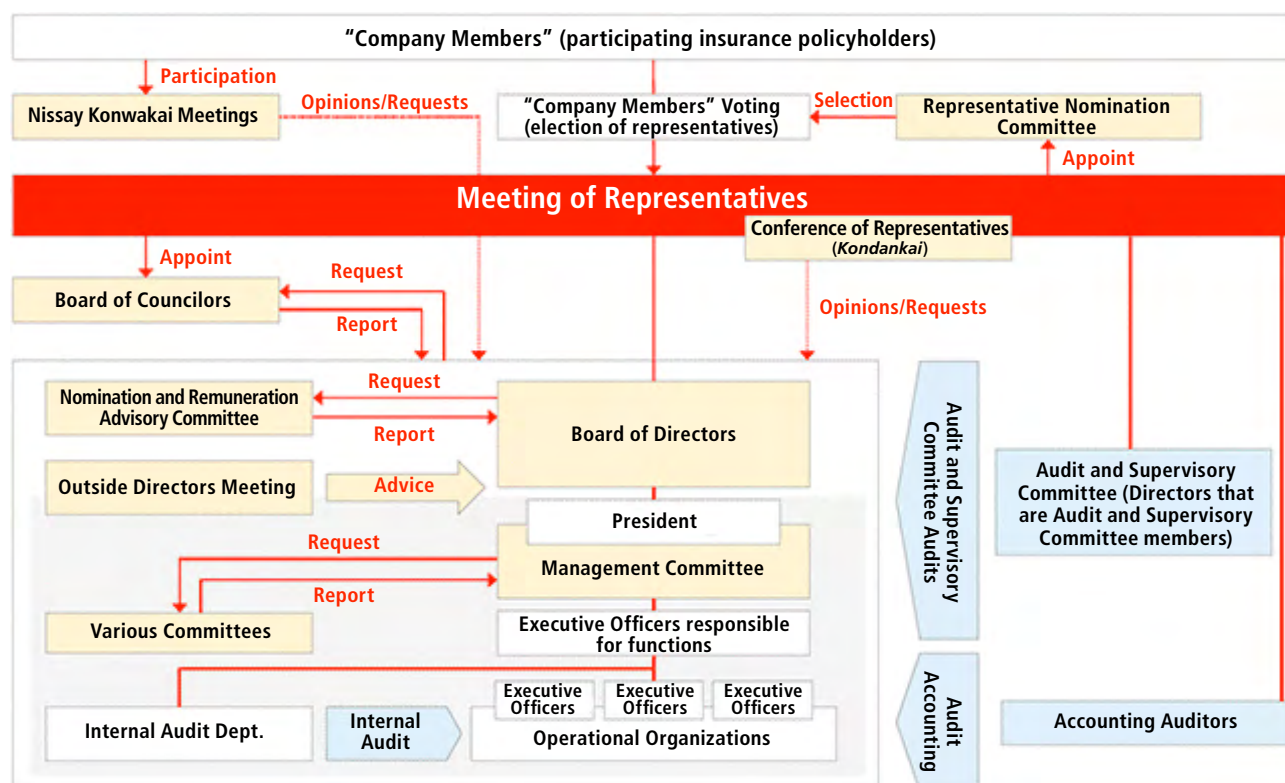 “Company Members” (participating insurance policyholders)
Participation
Nissay Konwakai Meetings
Opinions/Requests
“Company Members” Voting
(election of representatives)
Selection
Representative Nomination
Committee
Appoint
Meeting of Representatives
Conference of Representatives
(Kondankai)
Appoint
Request
Board of Councilors
Report
Opinions/Requests
Nomination and Remuneration
Advisory Committee
Request
Report
Board of Directors
Outside Directors Meeting
Advice
President
Request
Management Committee
Report
Various Committees
Executive Officers responsible
for functions
Executive
Officers
Executive
Officers
Executive
Officers
Internal Audit Dept.
Internal
Audit
Operational Organizations
Audit and Supervisory
Committee Audits
Audit and Supervisory
Committee (Directors that
are Audit and Supervisory
Committee members)
Audit
Accounting
Accounting Auditors